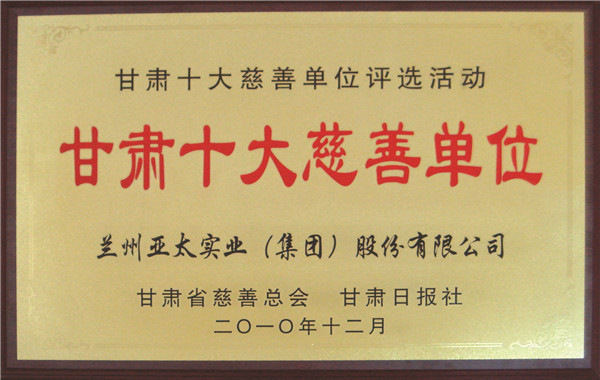 甘肃十大慈善单位评选活动
甘肃十大慈善单位
兰州亚太实业（集团）股份有限公司
甘肃省慈善总会　甘肃日报社
二〇一〇年十二月